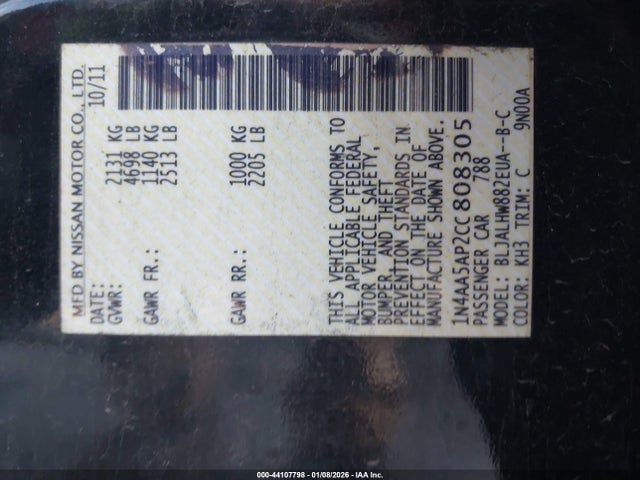 MFD BY NISSAN MOTOR CO., LTD.
DATE: 10/11
GVWR: 2131 KG
4698 LB
GAWR FR.: 1140 KG
2513 LB
GAWR RR.: 1000 KG
2205 LB
THIS VEHICLE CONFORMS TO
ALL APPLICABLE FEDERAL
MOTOR VEHICLE SAFETY,
BUMPER, AND THEFT
PREVENTION STANDARDS IN
EFFECT ON THE DATE OF
MANUFACTURE SHOWN ABOVE.
1N4AA5AP2CC808305
PASSENGER CAR 788
MODEL: BLJALHW882EUA--B-C
COLOR: KH3 TRIM: C 9N00A
000-44107798 - 01/08/2026 - IAA Inc.